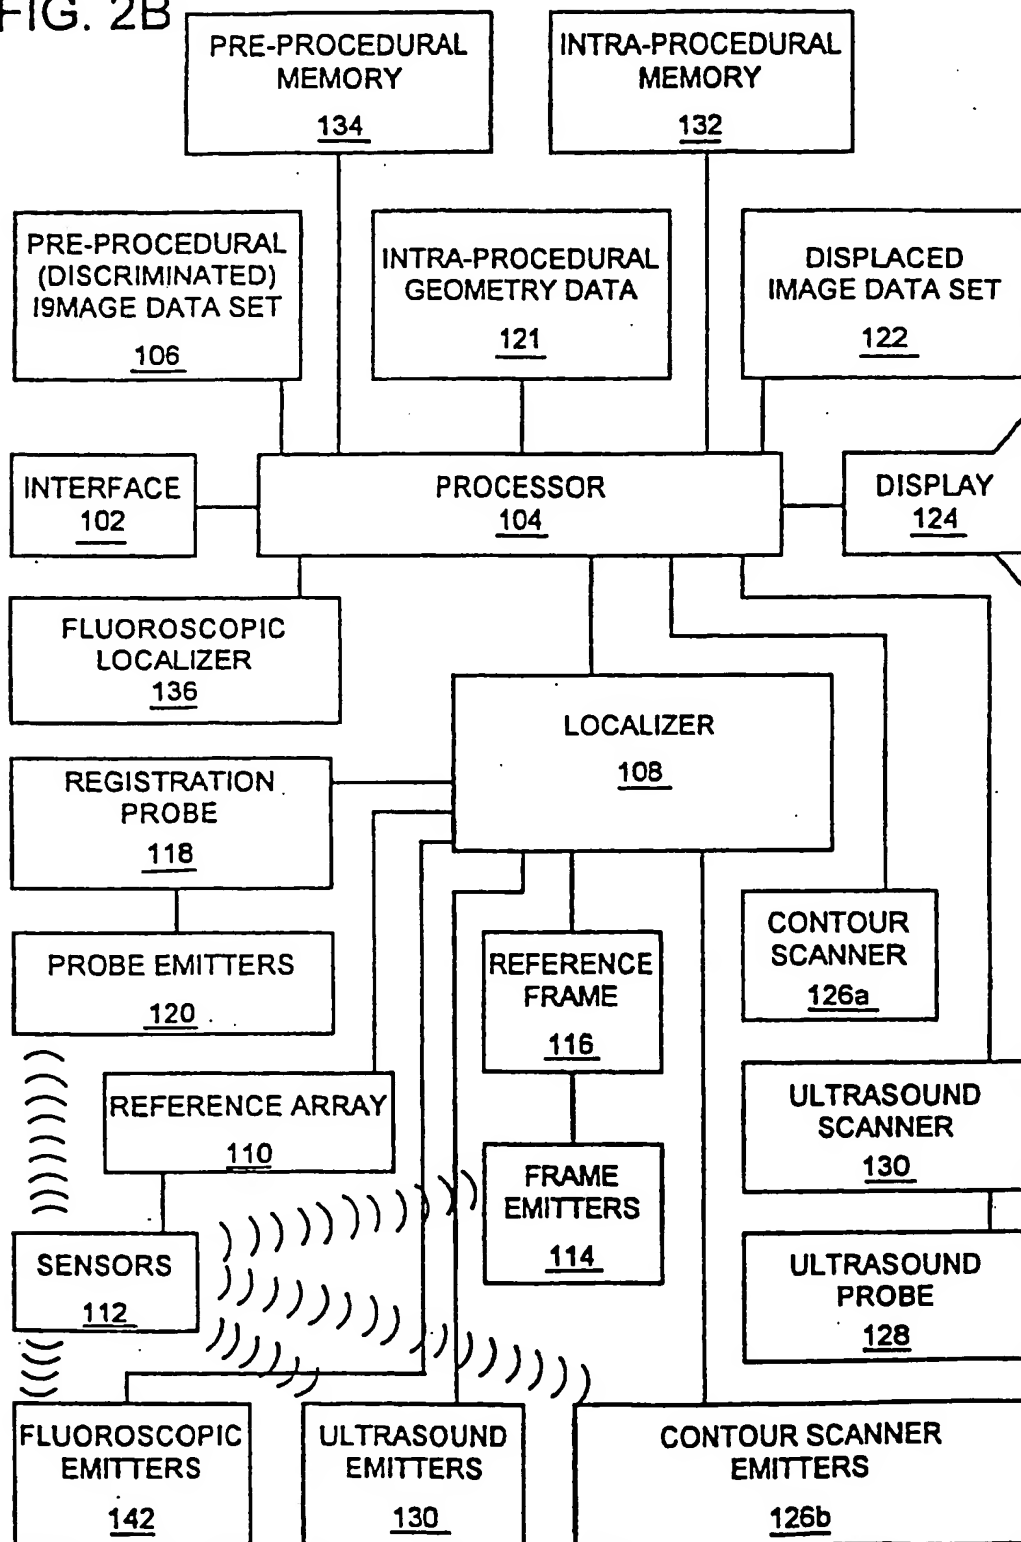 FIG. 2B
PRE-PROCEDURAL
MEMORY
134
INTRA-PROCEDURAL
MEMORY
132
PRE-PROCEDURAL
(DISCRIMINATED)
I9MAGE DATA SET
106
INTRA-PROCEDURAL
GEOMETRY DATA
121
DISPLACED
IMAGE DATA SET
122
INTERFACE
102
PROCESSOR
104
DISPLAY
124
FLUOROSCOPIC
LOCALIZER
136
LOCALIZER
108
REGISTRATION
PROBE
118
PROBE EMITTERS
120
REFERENCE
FRAME
116
CONTOUR
SCANNER
126a
REFERENCE ARRAY
110
ULTRASOUND
SCANNER
130
FRAME
EMITTERS
114
SENSORS
112
ULTRASOUND
PROBE
128
FLUOROSCOPIC
EMITTERS
142
ULTRASOUND
EMITTERS
130
CONTOUR SCANNER
EMITTERS
126b